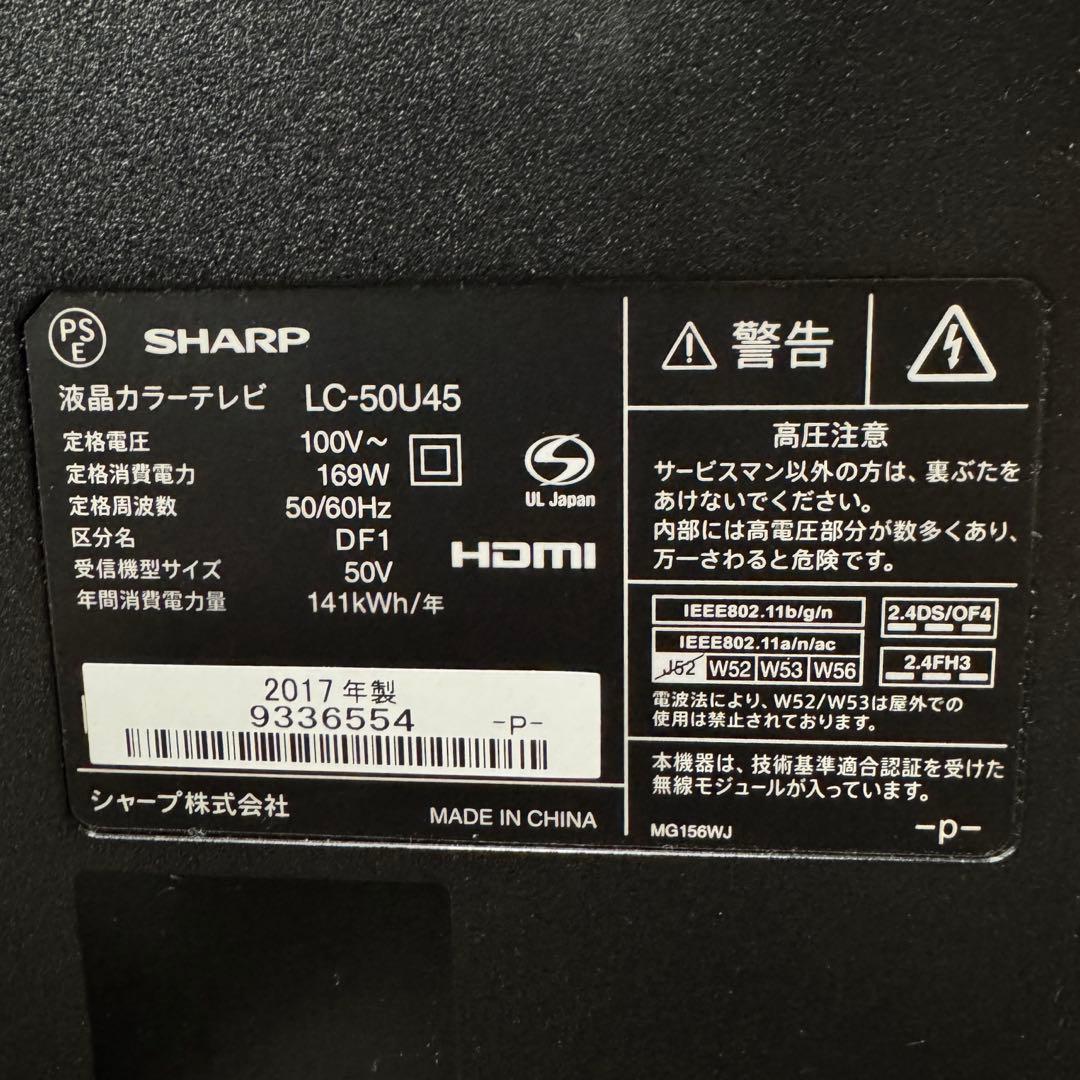 PS
E
SHARP
液晶カラーテレビ LC-50U45
定格電圧 100V～
定格消費電力 169W
定格周波数 50/60Hz
区分名 DF1
受信機型サイズ 50V
年間消費電力量 141kWh/年
UL Japan
HDMI
2017年製
9336554 -P-
シャープ株式会社
MADE IN CHINA
警告
高圧注意
サービスマン以外の方は、裏ぶたを
あけないでください。
内部には高電圧部分が数多くあり、
万一さわると危険です。
IEEE802.11b/g/n
IEEE802.11a/n/ac
J52 W52 W53 W56
2.4DS/OF4
2.4FH3
電波法により、W52/W53は屋外での
使用は禁止されております。
本機器は、技術基準適合認証を受けた
無線モジュールが入っています。
MG156WJ -P-